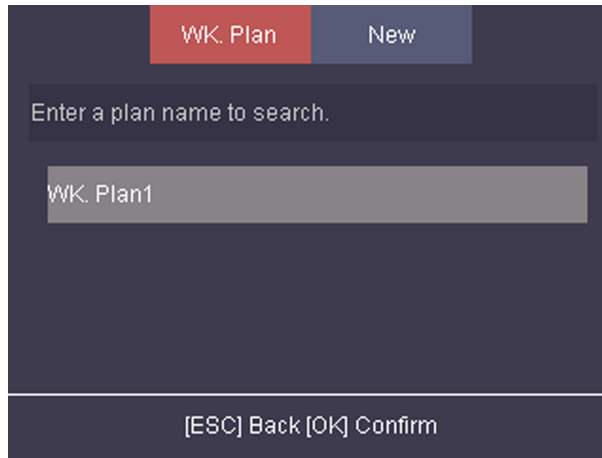 WK. Plan New
Enter a plan name to search.
WK. Plan1
[ESC] Back [OK] Confirm